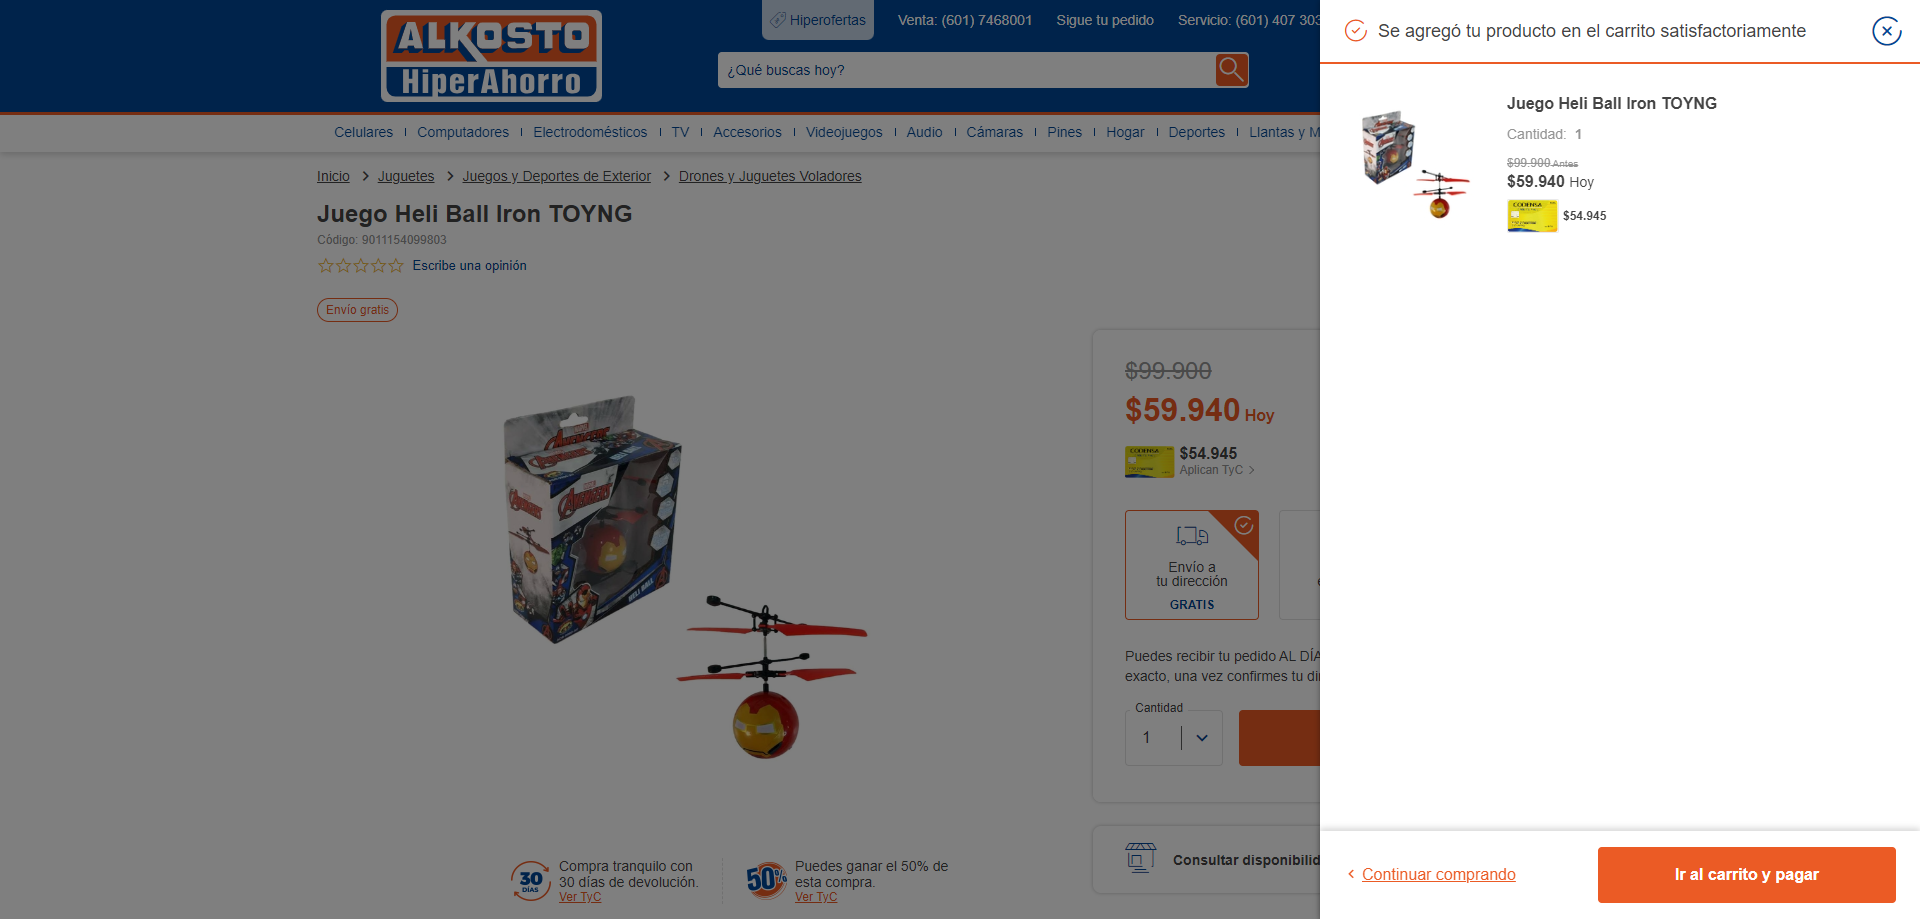 Hiperofertas
Venta: (601) 7468001
Sigue tu pedido
Servicio: (601) 407 303
ALKOSTO
HiperAhorro
¿Qué buscas hoy?
Celulares
Computadores
Electrodomésticos
TV
Accesorios
Videojuegos
Audio
Cámaras
Pines
Hogar
Deportes
Llantas y M
Inicio > Juguetes > Juegos y Deportes de Exterior > Drones y Juguetes Voladores
Juego Heli Ball Iron TOYNG
Código: 9011154099803
Escribe una opinión
Envío gratis
AVENGERS
HELI BALL
$99.900
$59.940 Hoy
CODENSA
$54.945
Aplican TyC >
Envío a
tu dirección
GRATIS
Puedes recibir tu pedido AL DÍA
exacto, una vez confirmes tu di
Cantidad
1
Consultar disponibilid
30
DÍAS
Compra tranquilo con
30 días de devolución.
Ver TyC
50%
Puedes ganar el 50% de
esta compra.
Ver TyC
Se agregó tu producto en el carrito satisfactoriamente
Juego Heli Ball Iron TOYNG
Cantidad: 1
$99.900 Antes
$59.940 Hoy
CODENSA
$54.945
Continuar comprando
Ir al carrito y pagar